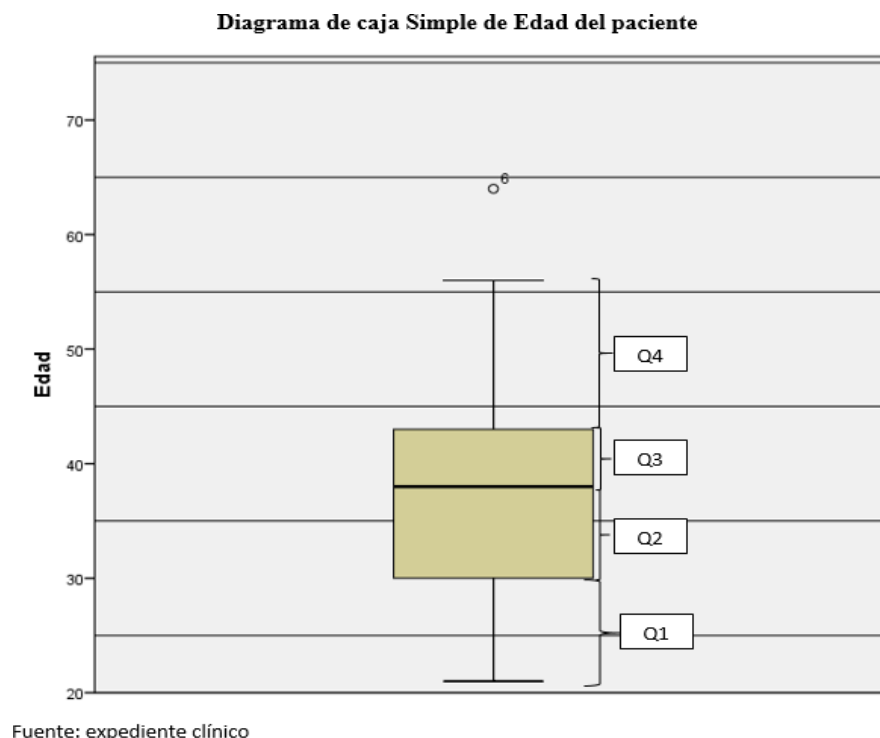 Diagrama de caja Simple de Edad del paciente
70
6
60
Edad
50
Q4
40
Q3
Q2
30
Q1
20
Fuente: expediente clínico